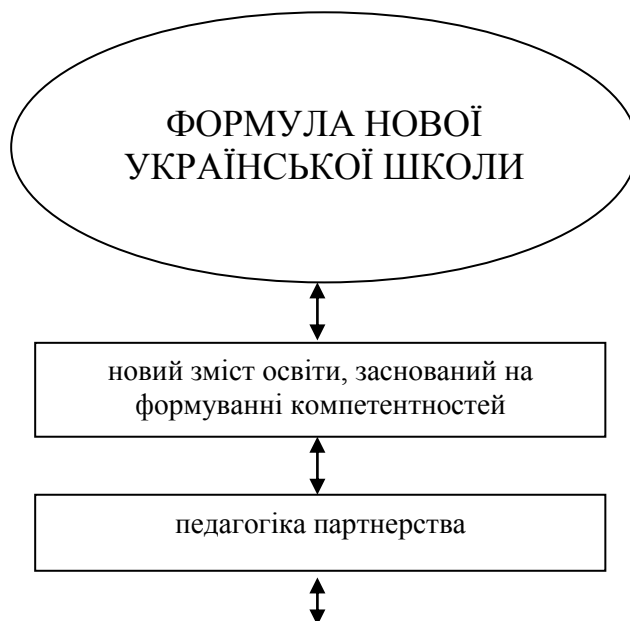 ФОРМУЛА НОВОЇ
УКРАЇНСЬКОЇ ШКОЛИ
новий зміст освіти, заснований на
формуванні компетентностей
педагогіка партнерства